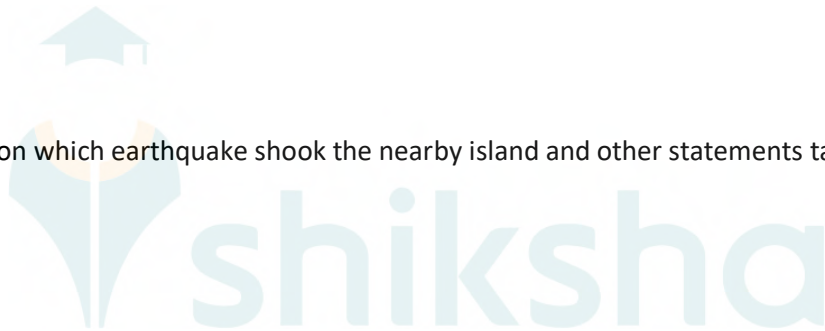 on which earthquake shook the nearby island and other statements ta
shiksha